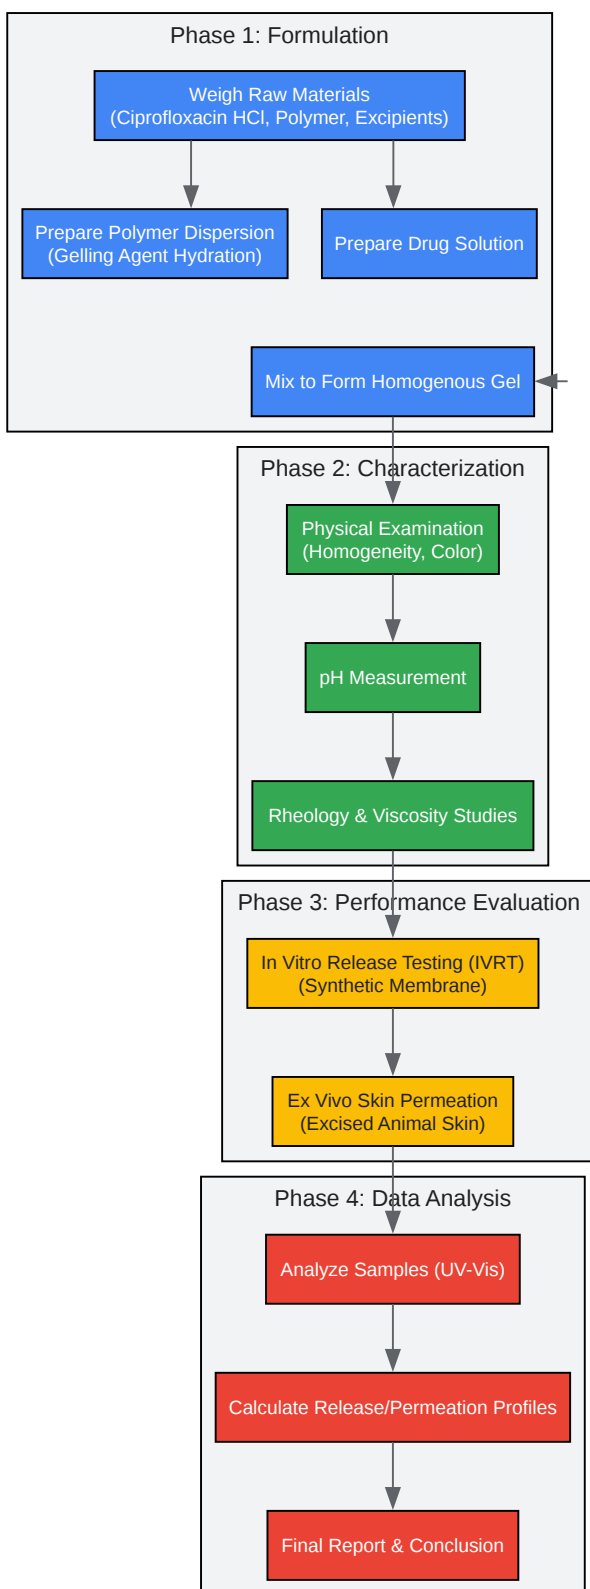 Phase 1: Formulation
Weigh Raw Materials
(Ciprofloxacin HCl, Polymer, Excipients)
Prepare Polymer Dispersion
(Gelling Agent Hydration)
Prepare Drug Solution
Mix to Form Homogenous Gel
Phase 2: Characterization
Physical Examination
(Homogeneity, Color)
pH Measurement
Rheology & Viscosity Studies
Phase 3: Performance Evaluation
In Vitro Release Testing (IVRT)
(Synthetic Membrane)
Ex Vivo Skin Permeation
(Excised Animal Skin)
Phase 4: Data Analysis
Analyze Samples (UV-Vis)
Calculate Release/Permeation Profiles
Final Report & Conclusion